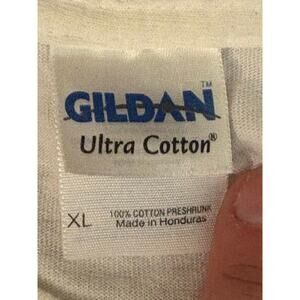 GILDAN™
Ultra Cotton®
XL
100% COTTON PRESHRUNK
Made in Honduras